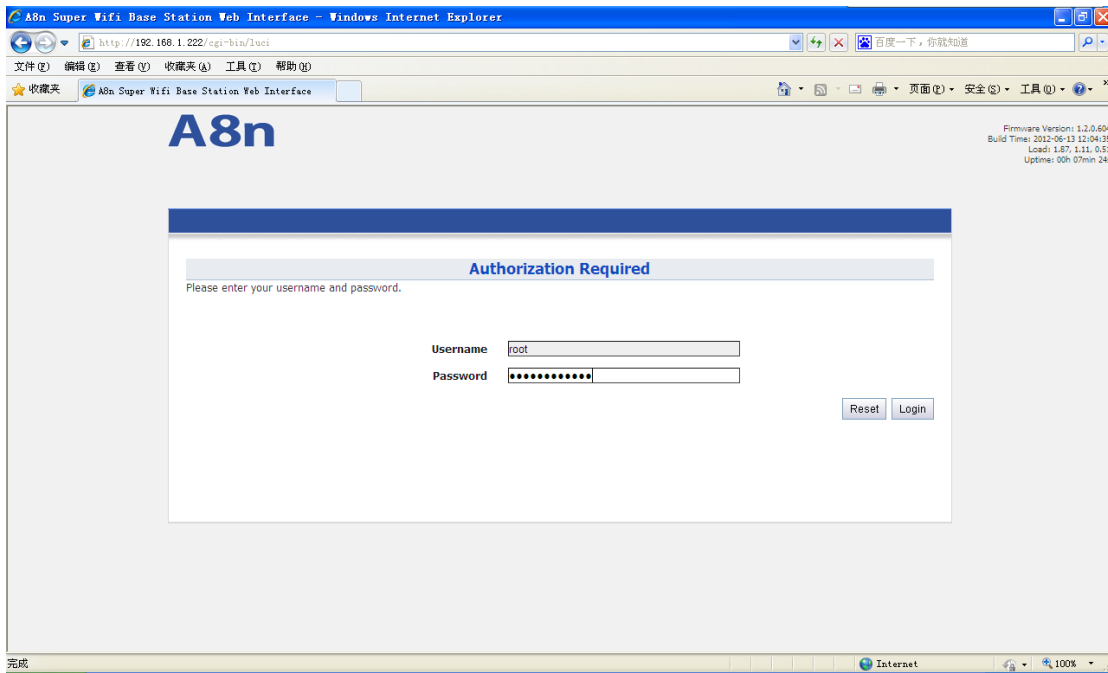 A8n Super Wifi Base Station Web Interface - Windows Internet Explorer
http://192.168.1.222/cgi-bin/luci
百度一下，你就知道
文件(F) 编辑(E) 查看(V) 收藏夹(A) 工具(T) 帮助(H)
收藏夹 A8n Super Wifi Base Station Web Interface 页面(P) 安全(S) 工具(O)
A8n
Firmware Version: 1.2.0.604
Build Time: 2012-06-13 12:04:35
Load: 1.87, 1.11, 0.51
Uptime: 00h 07min 24
Authorization Required
Please enter your username and password.
Username root
Password ••••••••••••
Reset Login
完成 Internet 100%